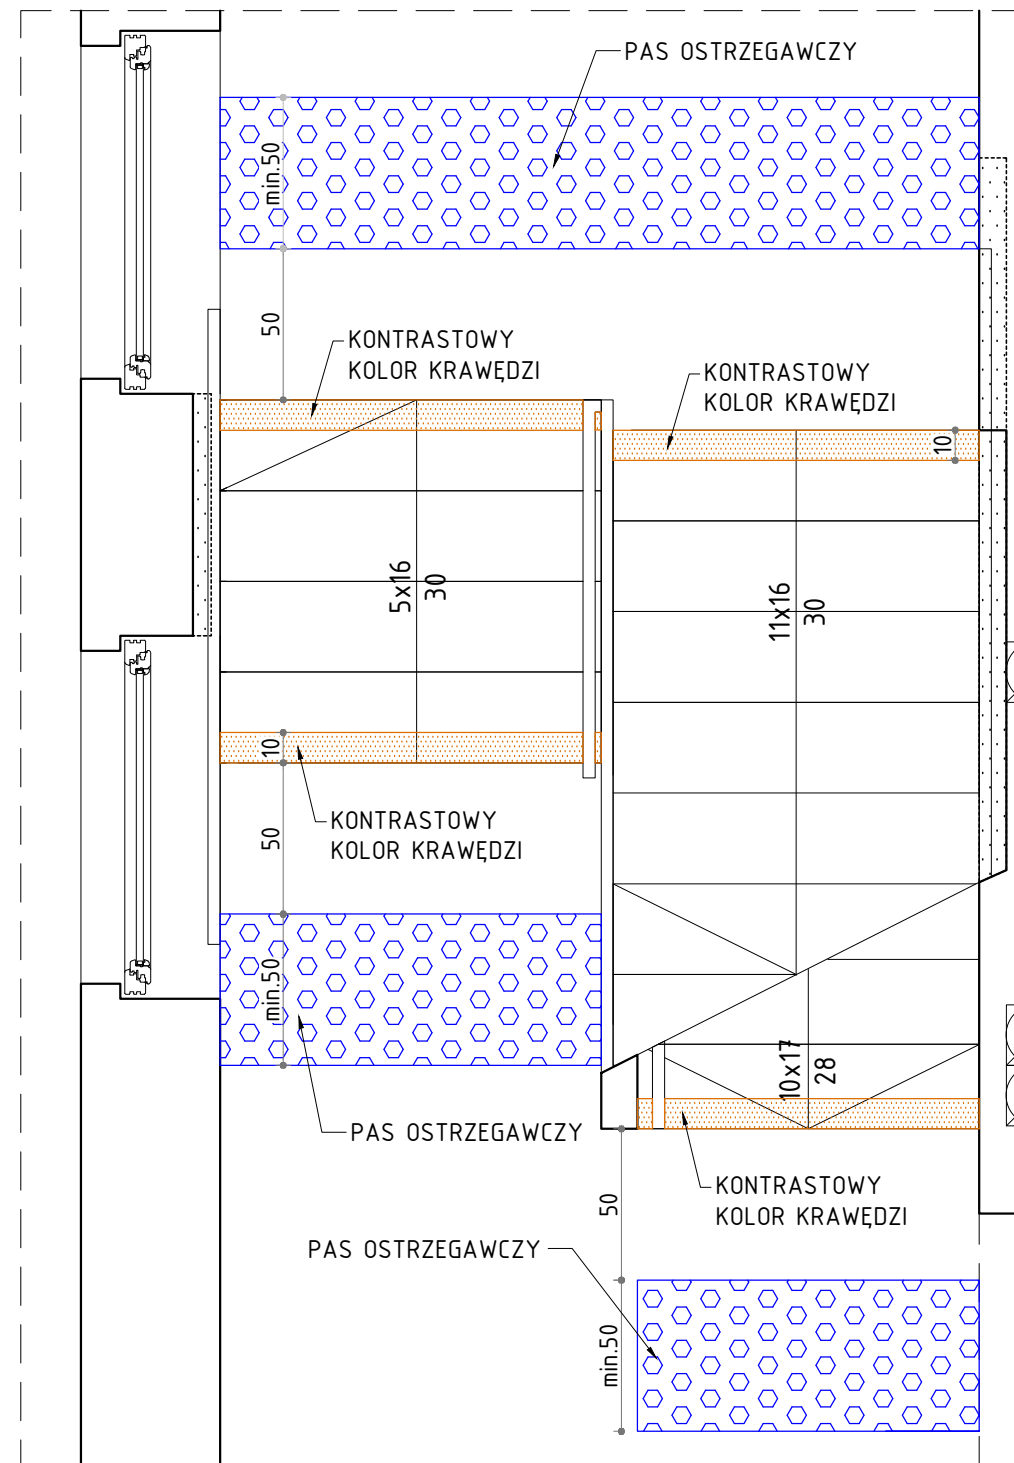 PAS OSTRZEGAWCZY
min.50
50
KONTRASTOWY
KOLOR KRAWĘDZI
KONTRASTOWY
KOLOR KRAWĘDZI
10
5x16
30
11x16
30
10
KONTRASTOWY
KOLOR KRAWĘDZI
50
min.50
10x17
28
PAS OSTRZEGAWCZY
KONTRASTOWY
KOLOR KRAWĘDZI
50
PAS OSTRZEGAWCZY
min.50